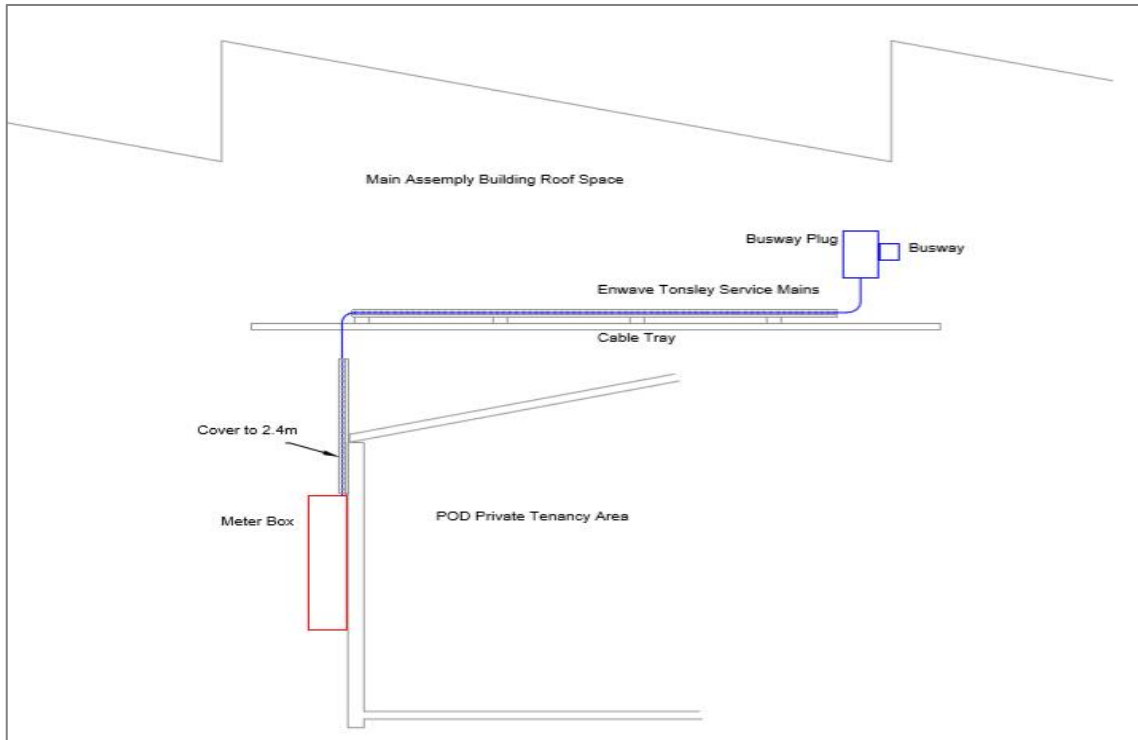 Main Assemply Building Roof Space
Busway Plug
Busway
Enwave Tonsley Service Mains
Cable Tray
Cover to 2.4m
Meter Box
POD Private Tenancy Area